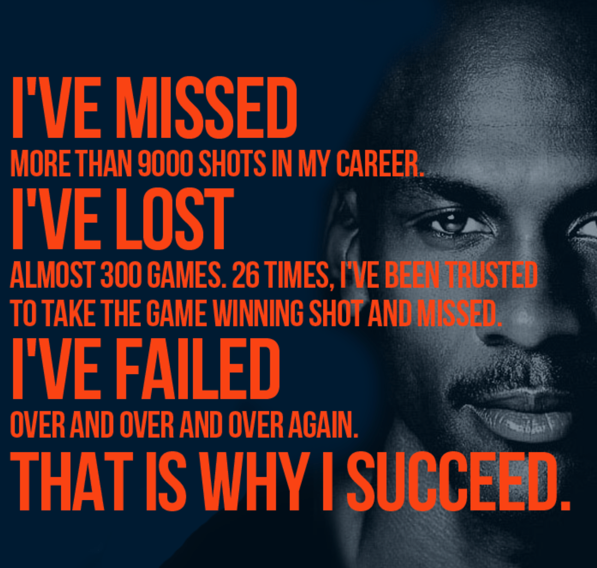 I'VE MISSED
MORE THAN 9000 SHOTS IN MY CAREER.
I'VE LOST
ALMOST 300 GAMES. 26 TIMES, I'VE BEEN TRUSTED
TO TAKE THE GAME WINNING SHOT AND MISSED.
I'VE FAILED
OVER AND OVER AND OVER AGAIN.
THAT IS WHY I SUCCEED.